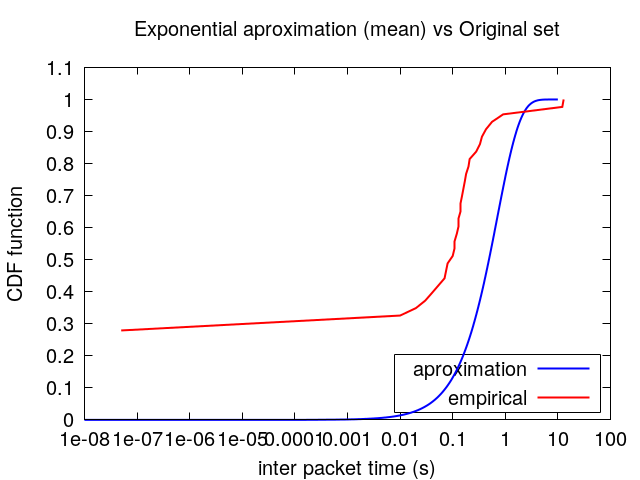 Exponential aproximation (mean) vs Original set
1.1
1
0.9
0.8
0.7
0.6
0.5
0.4
0.3
0.2
0.1
0
CDF function
aproximation
empirical
1e-08 1e-07 1e-06 1e-05 0.0001 0.001 0.01 0.1 1 10 100
inter packet time (s)